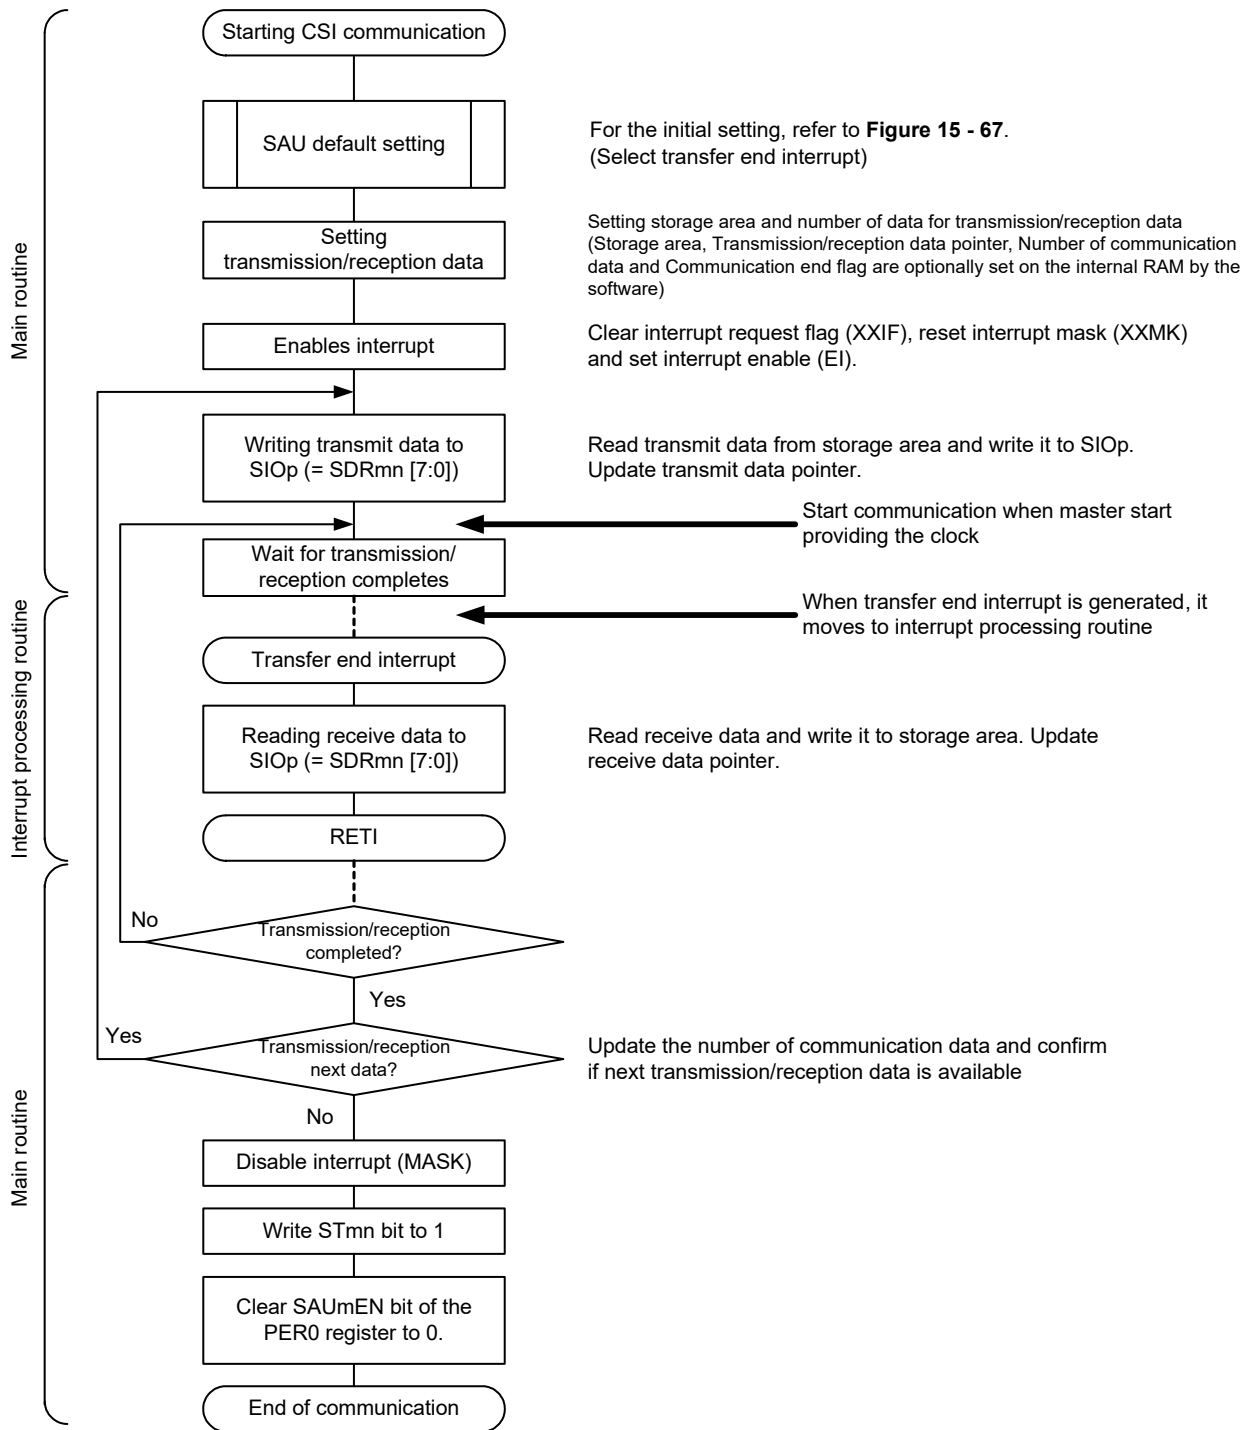 Starting CSI communication
SAU default setting
For the initial setting, refer to Figure 15 - 67.
(Select transfer end interrupt)
Setting
transmission/reception data
Setting storage area and number of data for transmission/reception data
(Storage area, Transmission/reception data pointer, Number of communication
data and Communication end flag are optionally set on the internal RAM by the
software)
Main routine
Enables interrupt
Clear interrupt request flag (XXIF), reset interrupt mask (XXMK)
and set interrupt enable (EI).
Writing transmit data to
SIOp (= SDRmn [7:0])
Read transmit data from storage area and write it to SIOp.
Update transmit data pointer.
Start communication when master start
providing the clock
Wait for transmission/
reception completes
When transfer end interrupt is generated, it
moves to interrupt processing routine
Interrupt processing routine
Transfer end interrupt
Reading receive data to
SIOp (= SDRmn [7:0])
Read receive data and write it to storage area. Update
receive data pointer.
RETI
No
Transmission/reception
completed?
Yes
Yes
Transmission/reception
next data?
Update the number of communication data and confirm
if next transmission/reception data is available
No
Main routine
Disable interrupt (MASK)
Write STmn bit to 1
Clear SAUmEN bit of the
PER0 register to 0.
End of communication